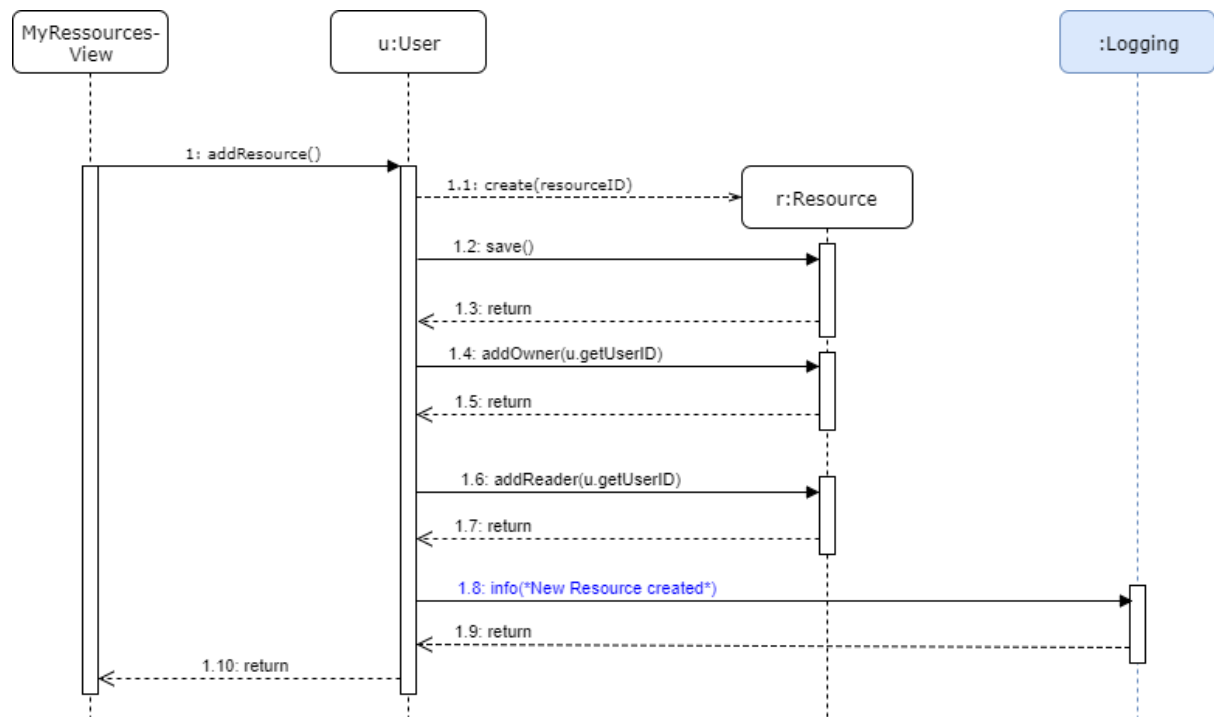 MyRessources-
View
u:User
:Logging
1: addResource()
1.1: create(resourceID)
r:Resource
1.2: save()
1.3: return
1.4: addOwner(u.getUserID)
1.5: return
1.6: addReader(u.getUserID)
1.7: return
1.8: info(*New Resource created*)
1.9: return
1.10: return